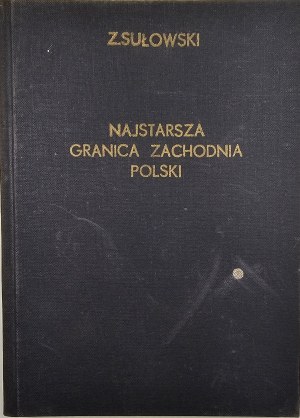 Z.SUŁOWSKI
NAJSTARSZA
GRANICA ZACHODNIA
POLSKI